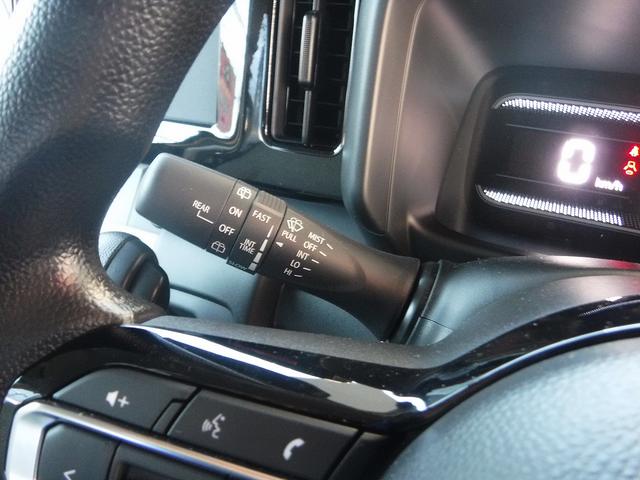 0
km/h
REAR
ON
OFF
FAST
INT
TIME
PULL
MIST
OFF
INT
LO
HI